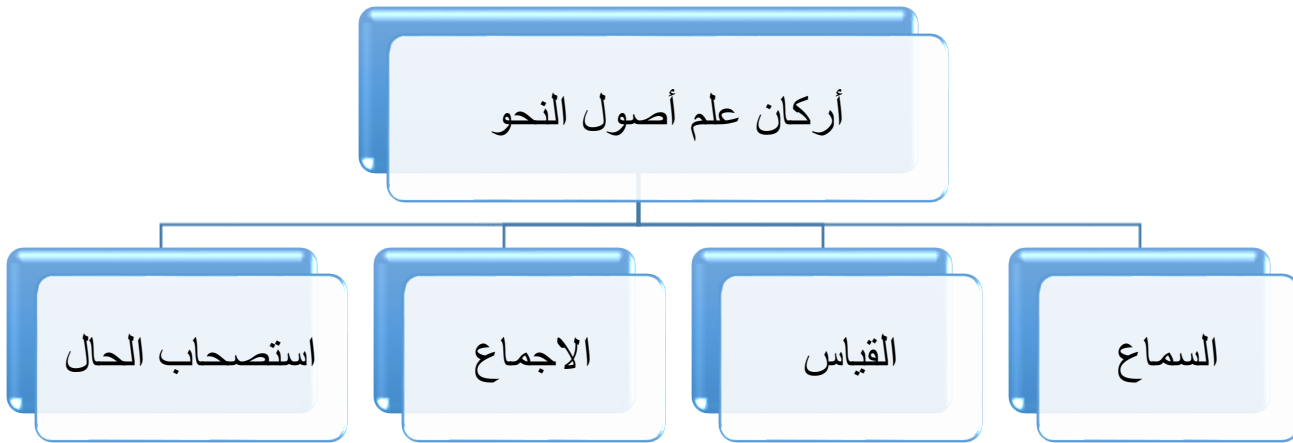 أركان علم أصول النحو
السماع
القياس
الاجماع
استصحاب الحال